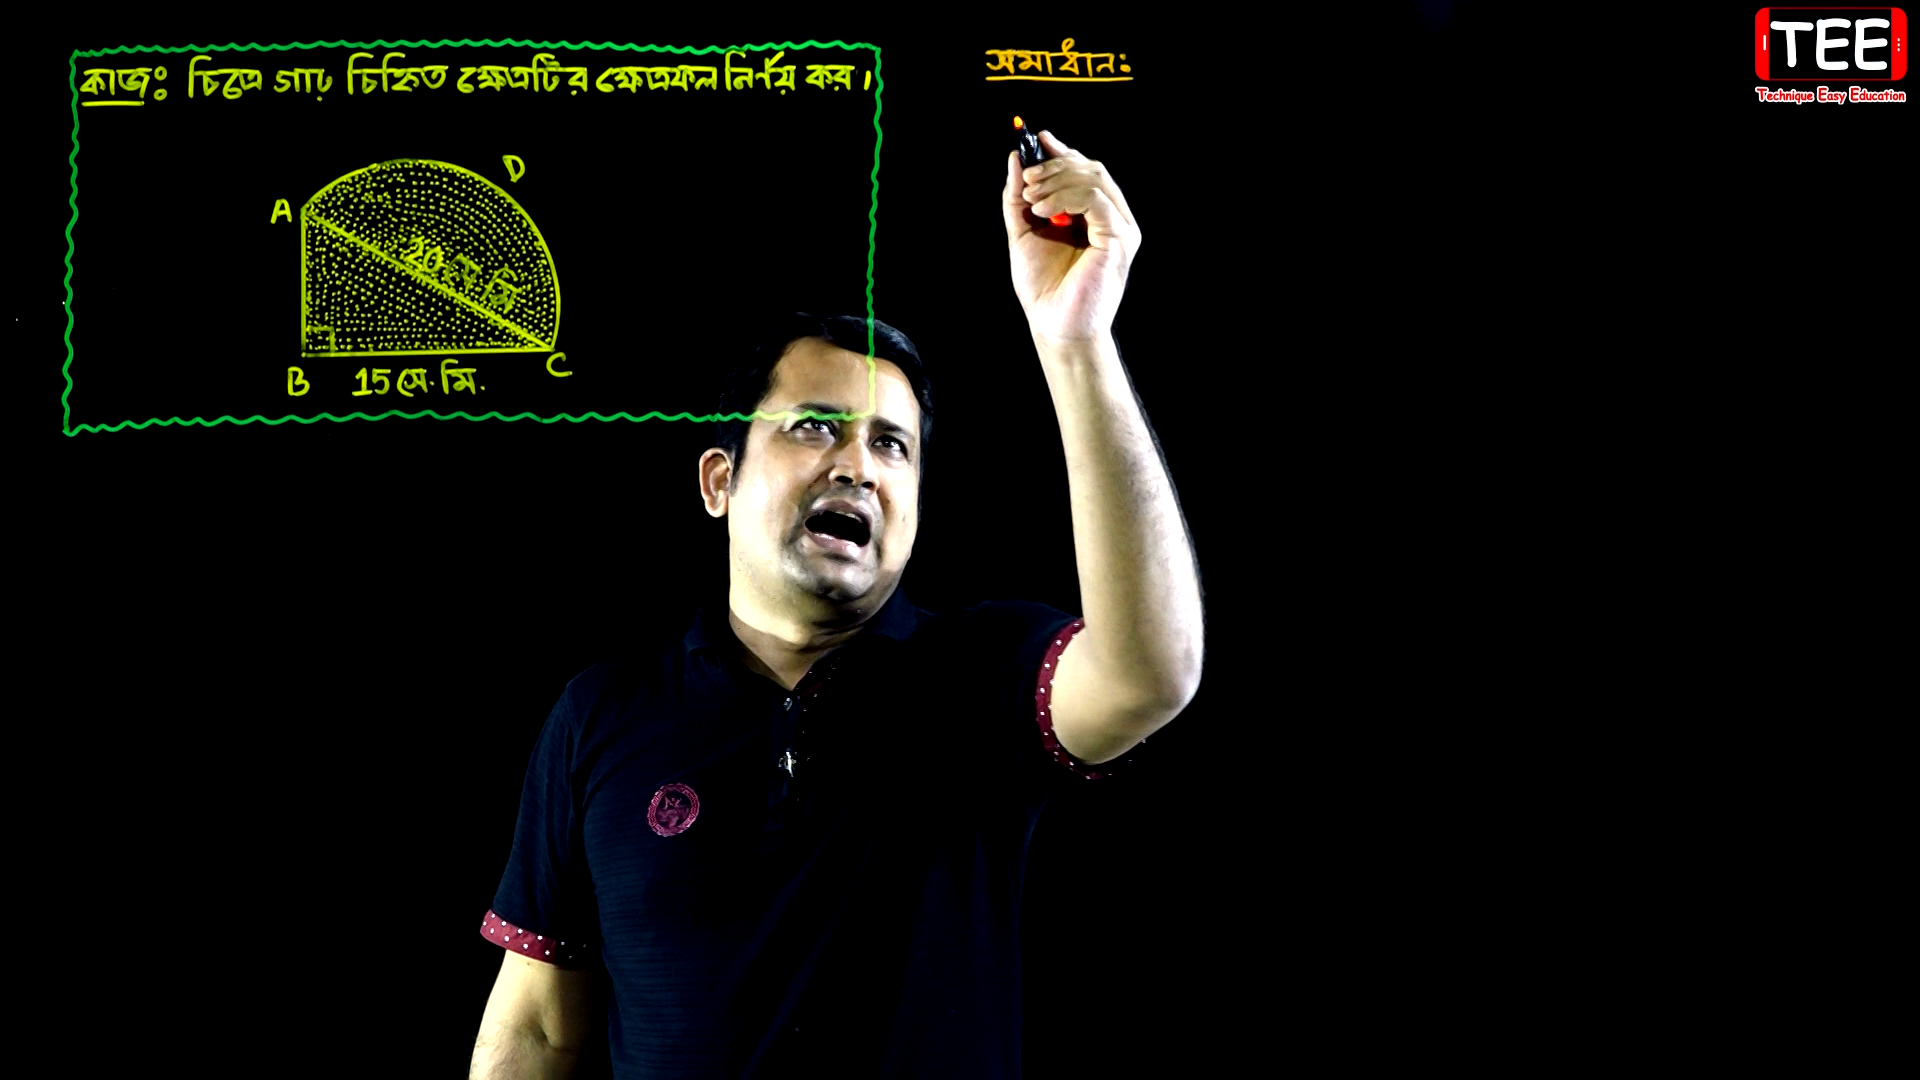 কাজঃ চিত্রে গাঢ় চিহ্নিত ক্ষেত্রটির ক্ষেত্রফল নির্ণয় কর।
সমাধান:
TEE
Technique Easy Education
D
A
20 সে.মি
B
15 সে.মি.
C